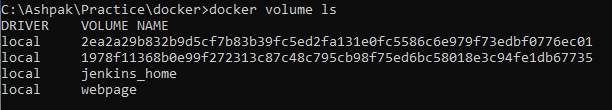 C:\Ashpak\Practice\docker>docker volume ls
DRIVER    VOLUME NAME
local     2ea2a29b832b9d5cf7b83b39fc5ed2fa131e0fc5586c6e979f73edbf0776ec01
local     1978f11368b0e99f272313c87c48c795cb98f75ed6bc58018e3c94fe1db67735
local     jenkins_home
local     webpage